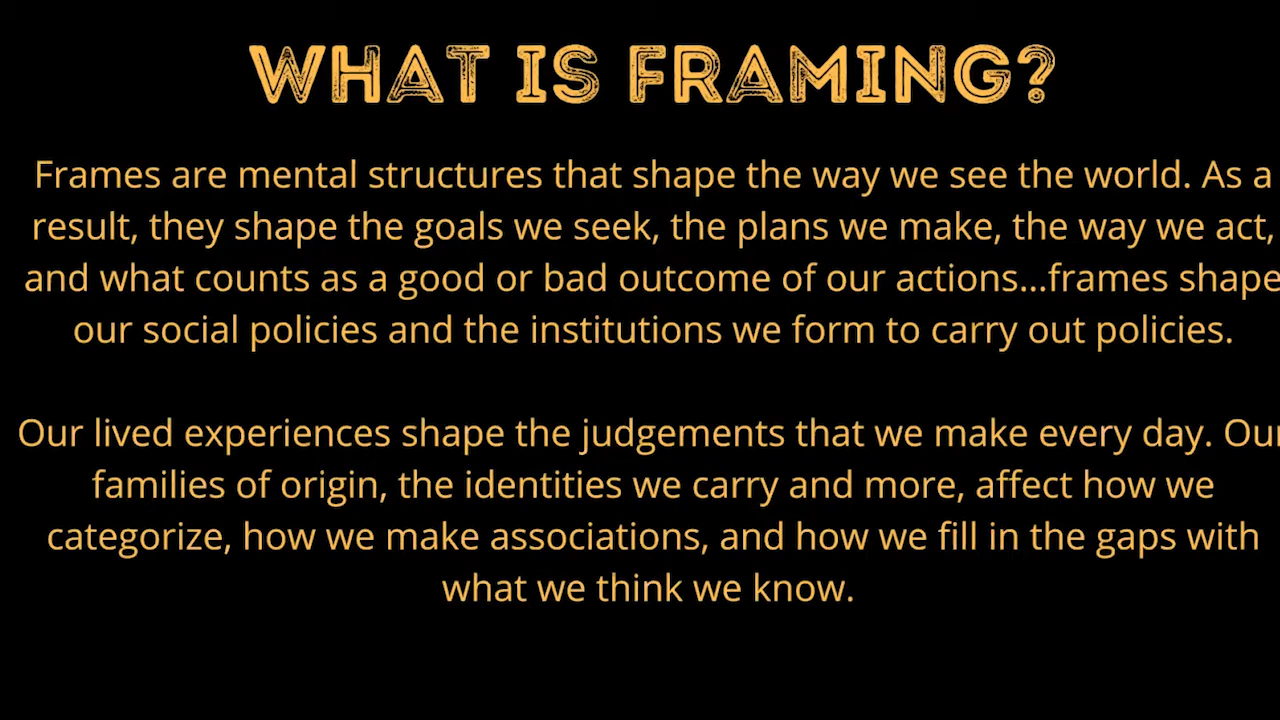 WHAT IS FRAMING?
Frames are mental structures that shape the way we see the world. As a
result, they shape the goals we seek, the plans we make, the way we act,
and what counts as a good or bad outcome of our actions...frames shape
our social policies and the institutions we form to carry out policies.
Our lived experiences shape the judgements that we make every day. Our
families of origin, the identities we carry and more, affect how we
categorize, how we make associations, and how we fill in the gaps with
what we think we know.